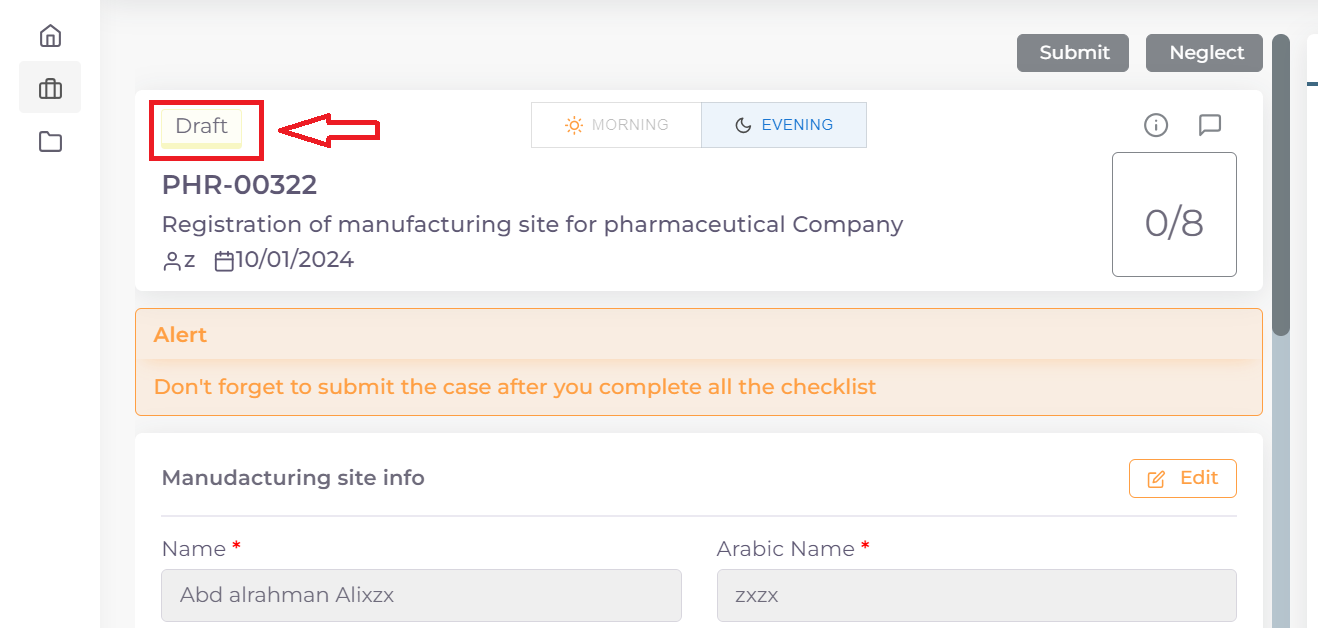 Submit Neglect
Draft MORNING EVENING
PHR-00322
Registration of manufacturing site for pharmaceutical Company
0/8
z 10/01/2024
Alert
Don't forget to submit the case after you complete all the checklist
Manudacturing site info Edit
Name * Arabic Name *
Abd alrahman Alixzx zxzx